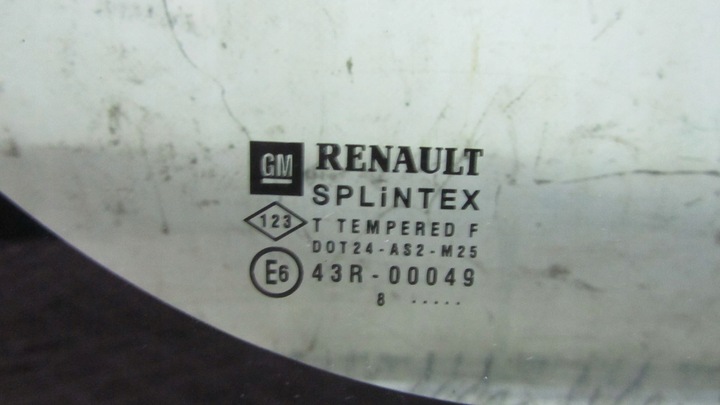 GM RENAULT
SPLiNTEX
123 T TEMPERED F
DOT24-AS2-M25
E6 43R-00049
8 .....